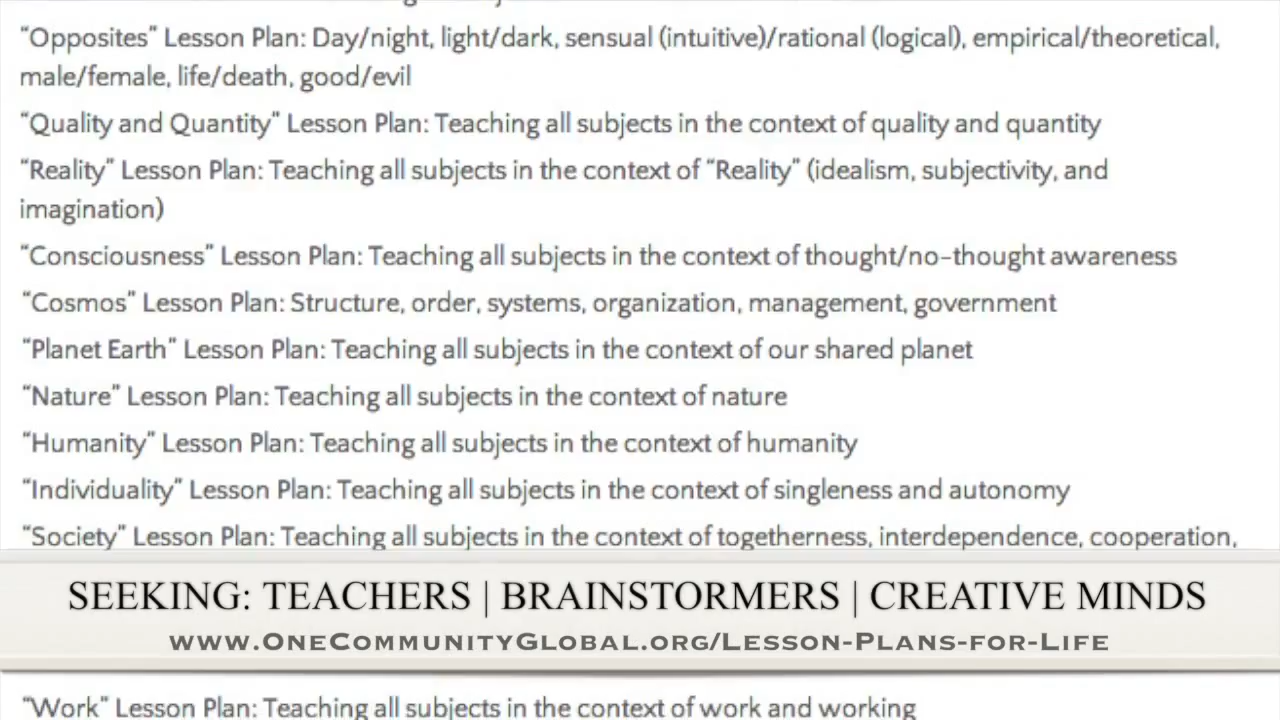 “Opposites” Lesson Plan: Day/night, light/dark, sensual (intuitive)/rational (logical), empirical/theoretical,
male/female, life/death, good/evil
“Quality and Quantity” Lesson Plan: Teaching all subjects in the context of quality and quantity
“Reality” Lesson Plan: Teaching all subjects in the context of “Reality” (idealism, subjectivity, and
imagination)
“Consciousness” Lesson Plan: Teaching all subjects in the context of thought/no-thought awareness
“Cosmos” Lesson Plan: Structure, order, systems, organization, management, government
“Planet Earth” Lesson Plan: Teaching all subjects in the context of our shared planet
“Nature” Lesson Plan: Teaching all subjects in the context of nature
“Humanity” Lesson Plan: Teaching all subjects in the context of humanity
“Individuality” Lesson Plan: Teaching all subjects in the context of singleness and autonomy
“Society” Lesson Plan: Teaching all subjects in the context of togetherness, interdependence, cooperation,
SEEKING: TEACHERS | BRAINSTORMERS | CREATIVE MINDS
www.OneCommunityGlobal.org/Lesson-Plans-for-Life
“Work” Lesson Plan: Teaching all subjects in the context of work and working